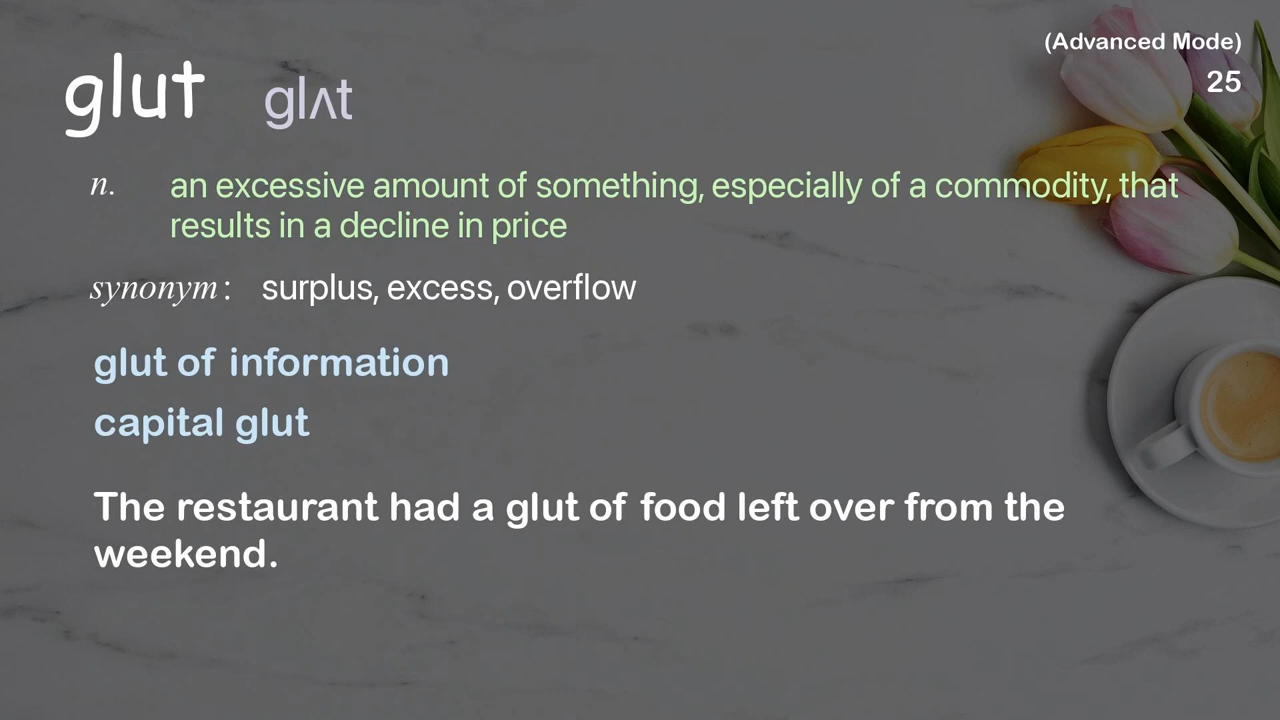 (Advanced Mode)
25
glut glʌt
n. an excessive amount of something, especially of a commodity, that
results in a decline in price
synonym: surplus, excess, overflow
glut of information
capital glut
The restaurant had a glut of food left over from the
weekend.